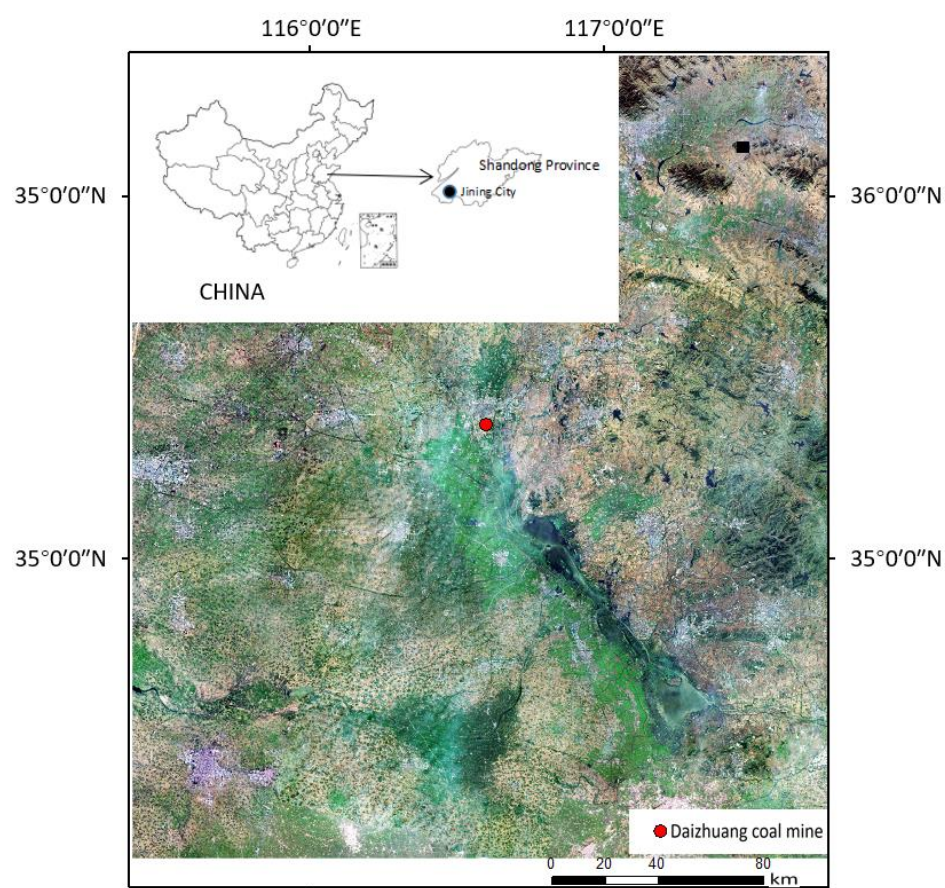 116°0′0″E 117°0′0″E
Shandong Province
35°0′0″N 36°0′0″N
Jining City
CHINA
35°0′0″N 35°0′0″N
Daizhuang coal mine
0 20 40 80
km